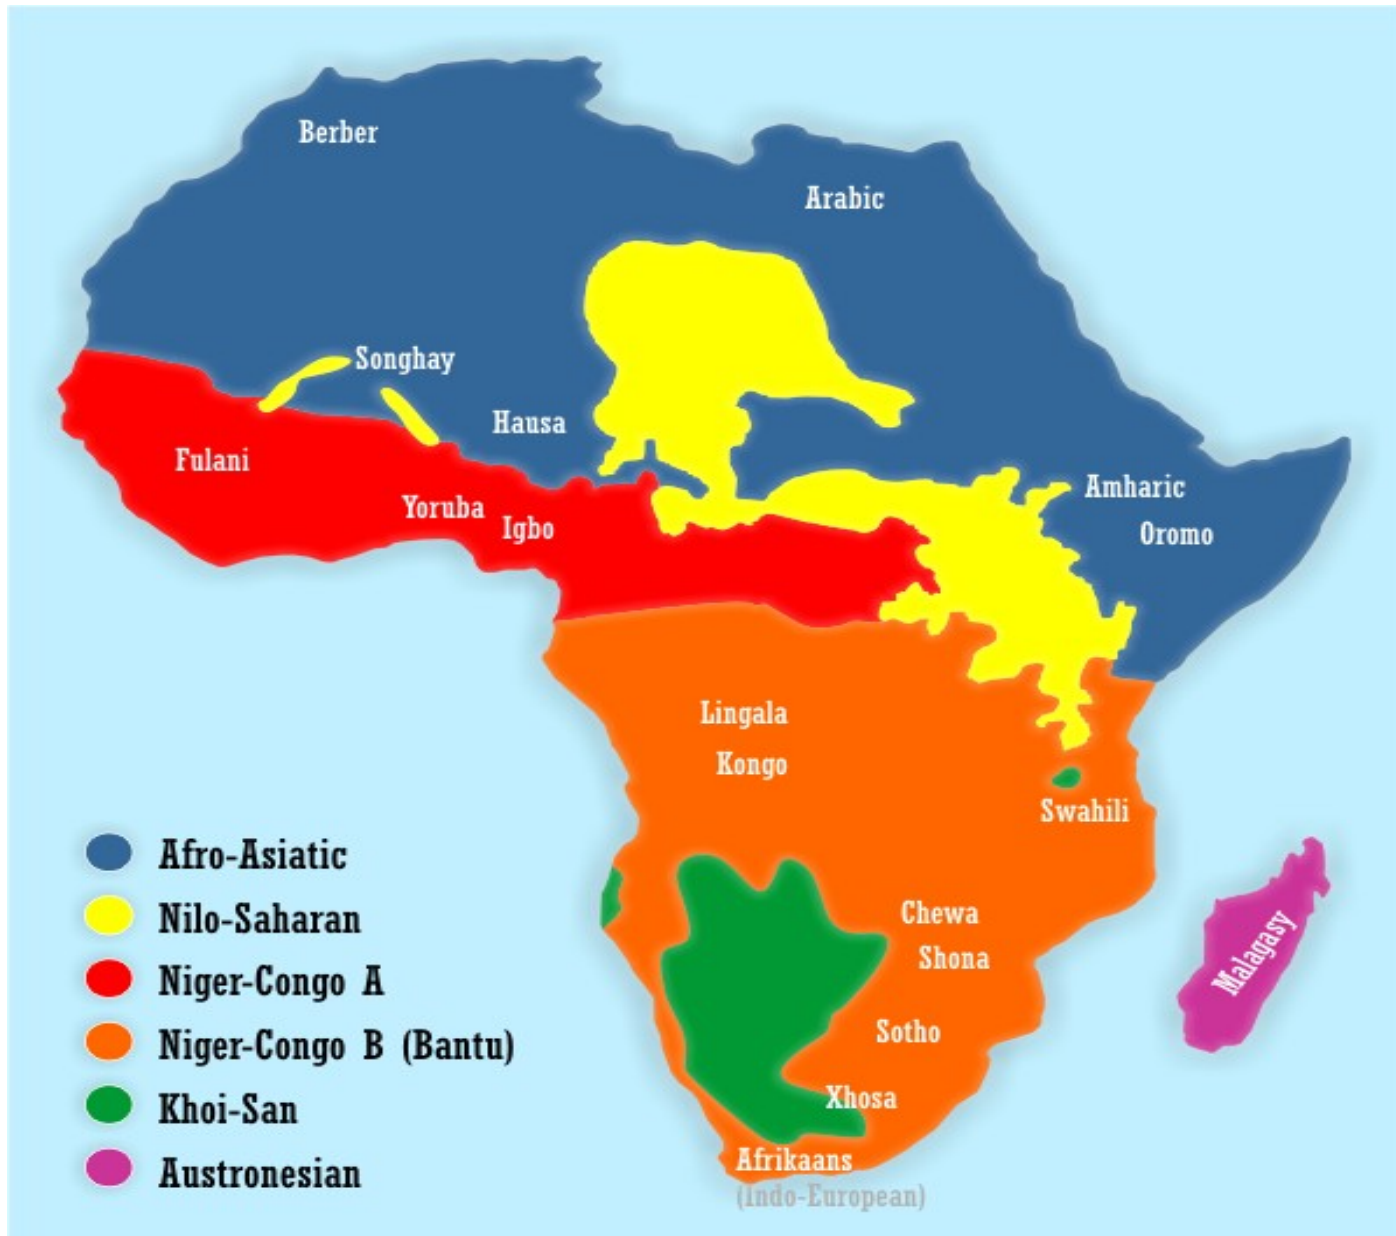 Berber
Arabic
Songhay
Hausa
Fulani
Yoruba
Igbo
Amharic
Oromo
Lingala
Kongo
Swahili
Chewa
Shona
Malagasy
Sotho
Xhosa
Afrikaans
(Indo-European)
Afro-Asiatic
Nilo-Saharan
Niger-Congo A
Niger-Congo B (Bantu)
Khoi-San
Austronesian